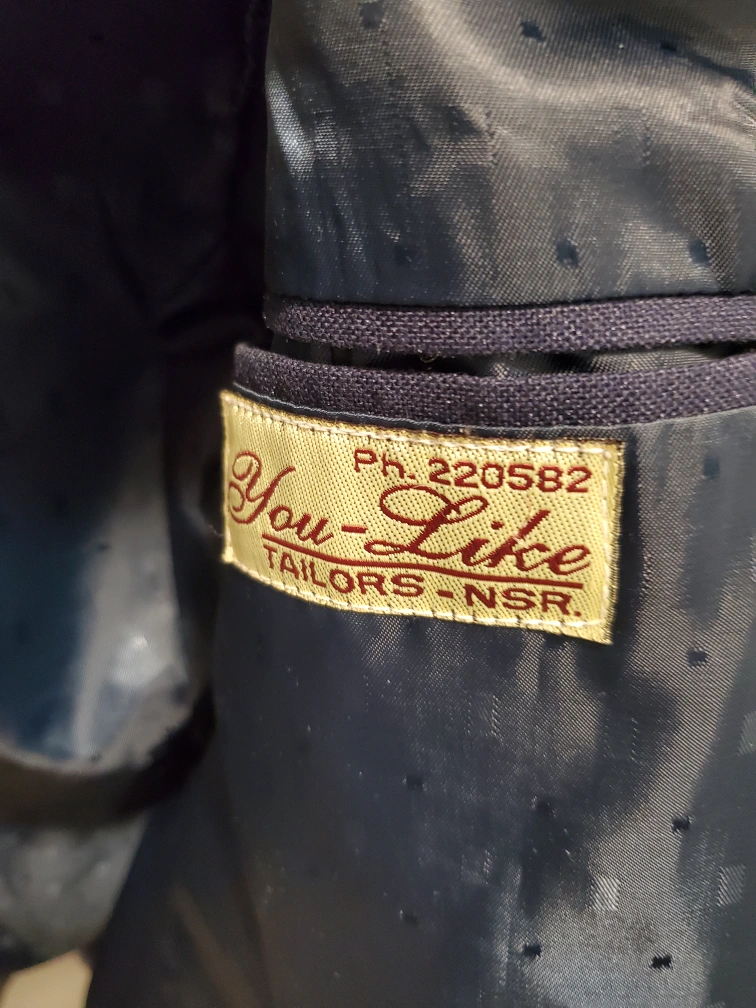 Ph. 220582
You-Like
TAILORS - NSR.